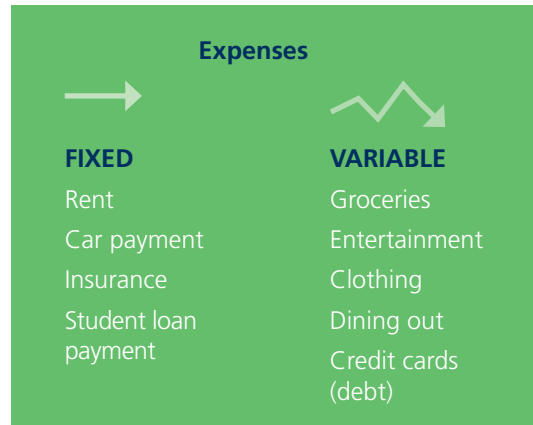 Expenses
FIXED
Rent
Car payment
Insurance
Student loan
payment
VARIABLE
Groceries
Entertainment
Clothing
Dining out
Credit cards
(debt)